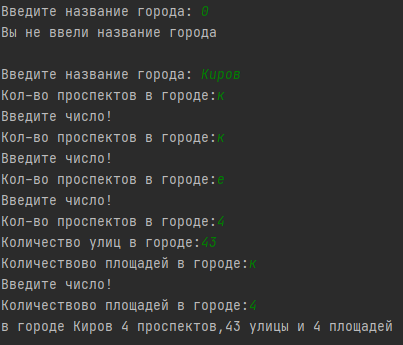 Введите название города: 0
Вы не ввели название города
Введите название города: Киров
Кол-во проспектов в городе:к
Введите число!
Кол-во проспектов в городе:к
Введите число!
Кол-во проспектов в городе:е
Введите число!
Кол-во проспектов в городе:4
Количество улиц в городе:43
Количествово площадей в городе:к
Введите число!
Количествово площадей в городе:4
в городе Киров 4 проспектов,43 улицы и 4 площадей